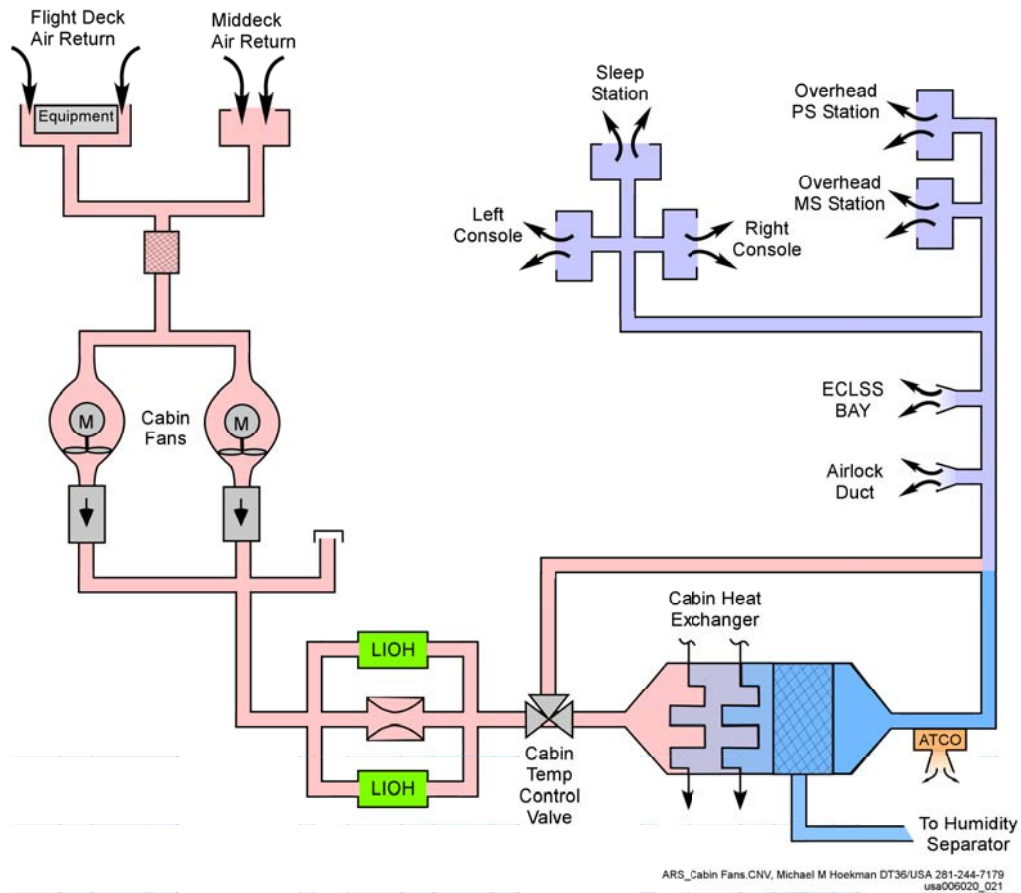 Flight Deck
Air Return
Middeck
Air Return
Equipment
Sleep
Station
Overhead
PS Station
Overhead
MS Station
Left
Console
Right
Console
M
Cabin
Fans
M
ECLSS
BAY
Airlock
Duct
Cabin Heat
Exchanger
LIOH
LIOH
Cabin
Temp
Control
Valve
ATCO
To Humidity
Separator
ARS_Cabin Fans.CNV, Michael M Hoekman DT36/USA 281-244-7179
usa006020_021